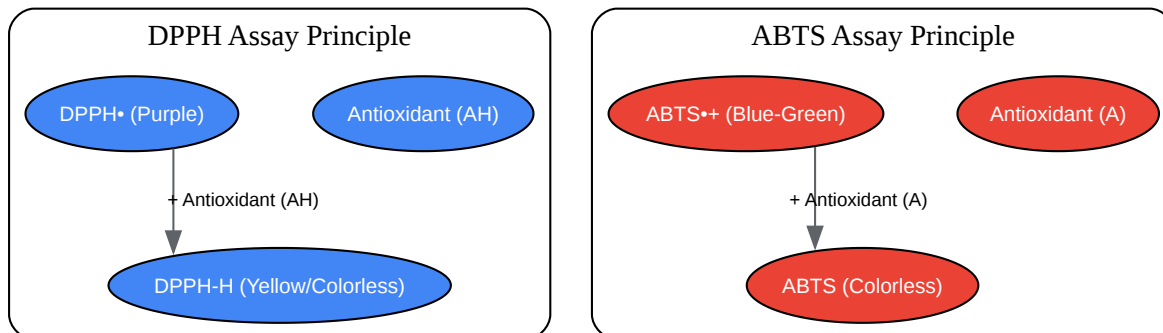 DPPH Assay Principle
DPPH• (Purple)
Antioxidant (AH)
+ Antioxidant (AH)
DPPH-H (Yellow/Colorless)
ABTS Assay Principle
ABTS•+ (Blue-Green)
Antioxidant (A)
+ Antioxidant (A)
ABTS (Colorless)